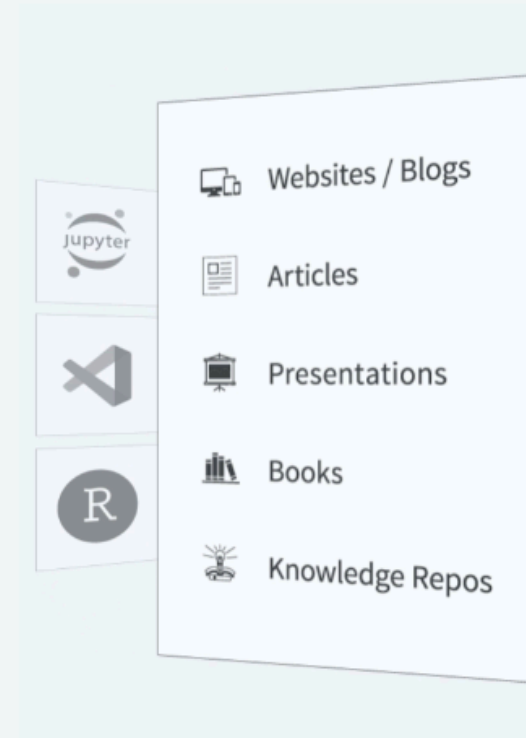 Jupyter
R
Websites / Blogs
Articles
Presentations
Books
Knowledge Repos